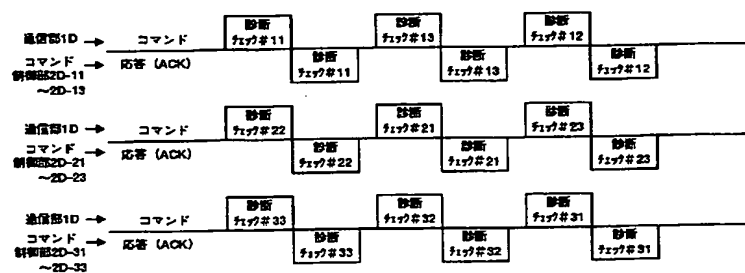 診断 診断 診断
通信部1D コマンド チェック#11 チェック#13 チェック#12
コマンド 応答 (ACK) 診断 診断 診断
制御部2D-11 チェック#11 チェック#13 チェック#12
～2D-13
診断 診断 診断
通信部1D コマンド チェック#22 チェック#21 チェック#23
コマンド 応答 (ACK) 診断 診断 診断
制御部2D-21 チェック#22 チェック#21 チェック#23
～2D-23
診断 診断 診断
通信部1D コマンド チェック#33 チェック#32 チェック#31
コマンド 応答 (ACK) 診断 診断 診断
制御部2D-31 チェック#33 チェック#32 チェック#31
～2D-33